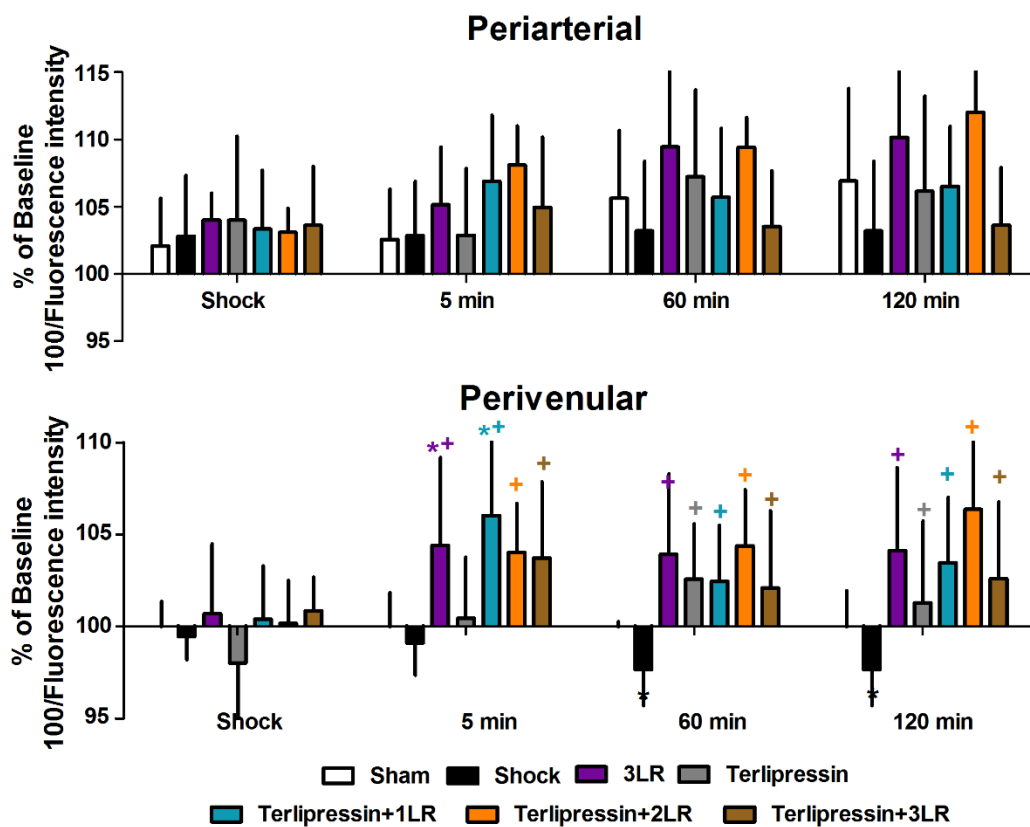 Periarterial
% of Baseline
100/Fluorescence intensity
115
110
105
100
95
Shock 5 min 60 min 120 min
Perivenular
% of Baseline
100/Fluorescence intensity
110
105
100
95
*+ *+ + +
+ + + + +
+ + + + +
* *
Shock 5 min 60 min 120 min
Sham Shock 3LR Terlipressin
Terlipressin+1LR Terlipressin+2LR Terlipressin+3LR